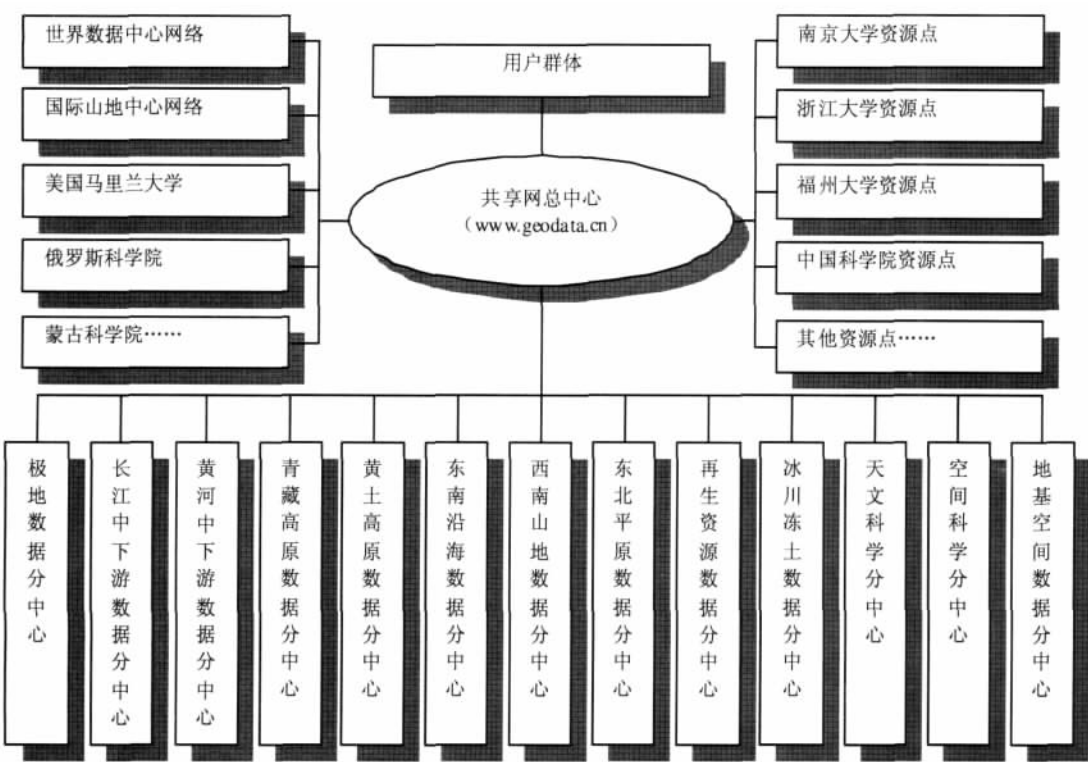 世界数据中心网络
国际山地中心网络
美国马里兰大学
俄罗斯科学院
蒙古科学院……
用户群体
共享网总中心
（www.geodata.cn）
南京大学资源点
浙江大学资源点
福州大学资源点
中国科学院资源点
其他资源点……
极地数据分中心
长江中下游数据分中心
黄河中下游数据分中心
青藏高原数据分中心
黄土高原数据分中心
东南沿海数据分中心
西南山地数据分中心
东北平原数据分中心
再生资源数据分中心
冰川冻土数据分中心
天文科学分中心
空间科学分中心
地基空间数据分中心